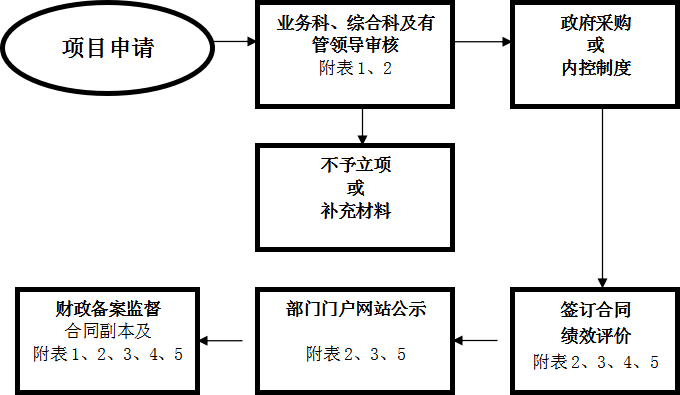 项目申请
业务科、综合科及有
管领导审核
附表1、2
政府采购
或
内控制度
不予立项
或
补充材料
财政备案监督
合同副本及
附表1、2、3、4、5
部门门户网站公示
附表2、3、5
签订合同
绩效评价
附表2、3、4、5